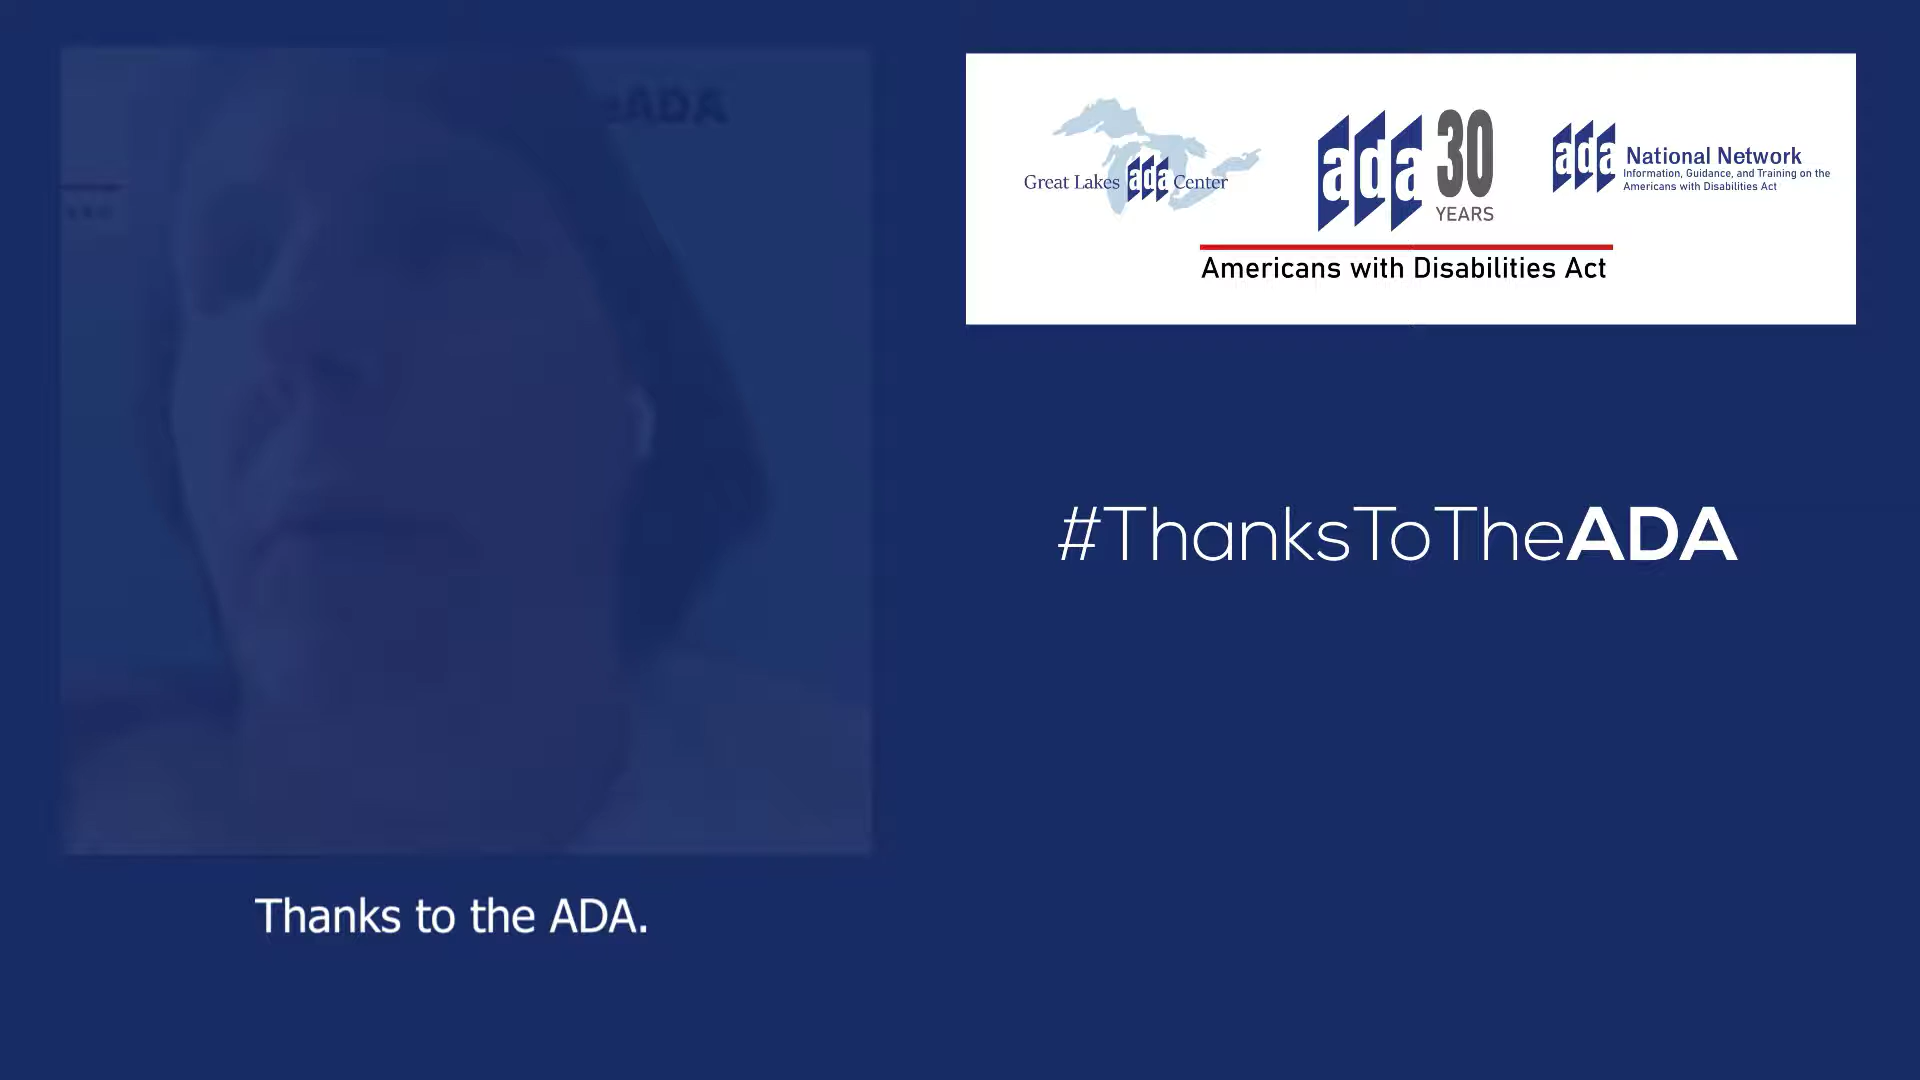 eADA
Great Lakes ada Center
ada 30
YEARS
Americans with Disabilities Act
ada National Network
Information, Guidance, and Training on the
Americans with Disabilities Act
#ThanksToTheADA
Thanks to the ADA.